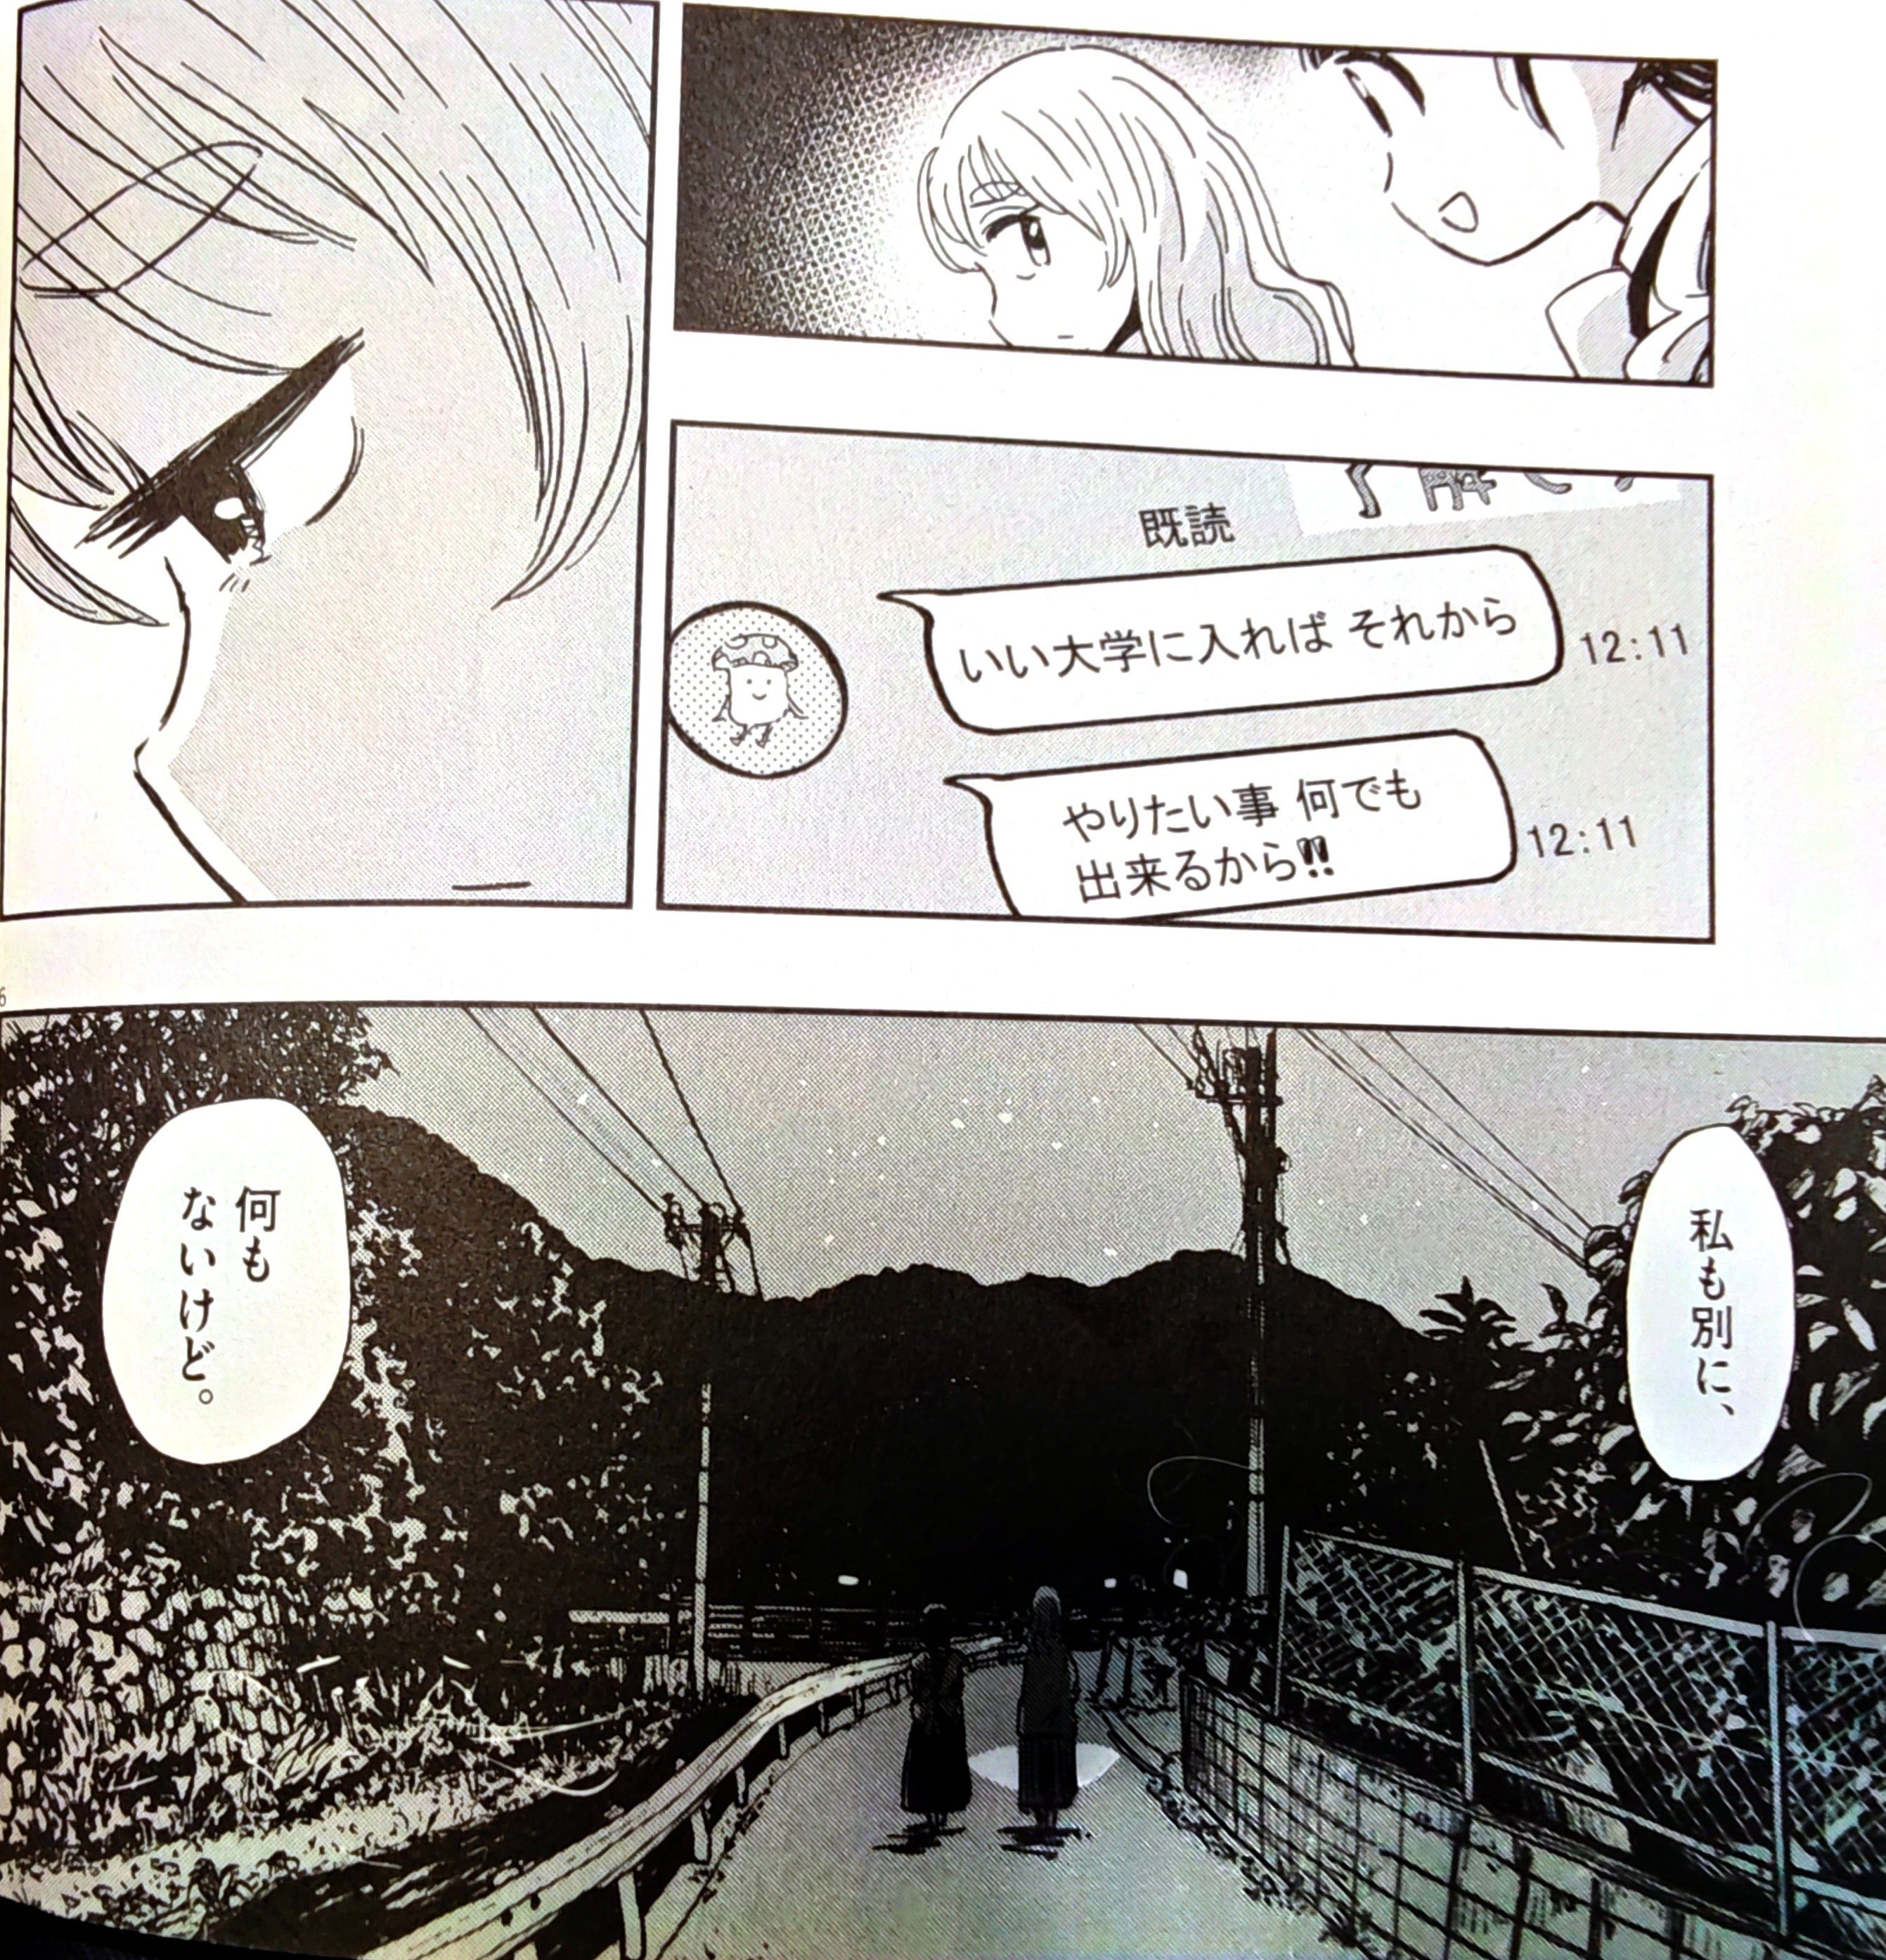 既読
いい大学に入れば それから
12:11
やりたい事 何でも
出来るから!!
12:11
私も別に、
何も
ないけど。